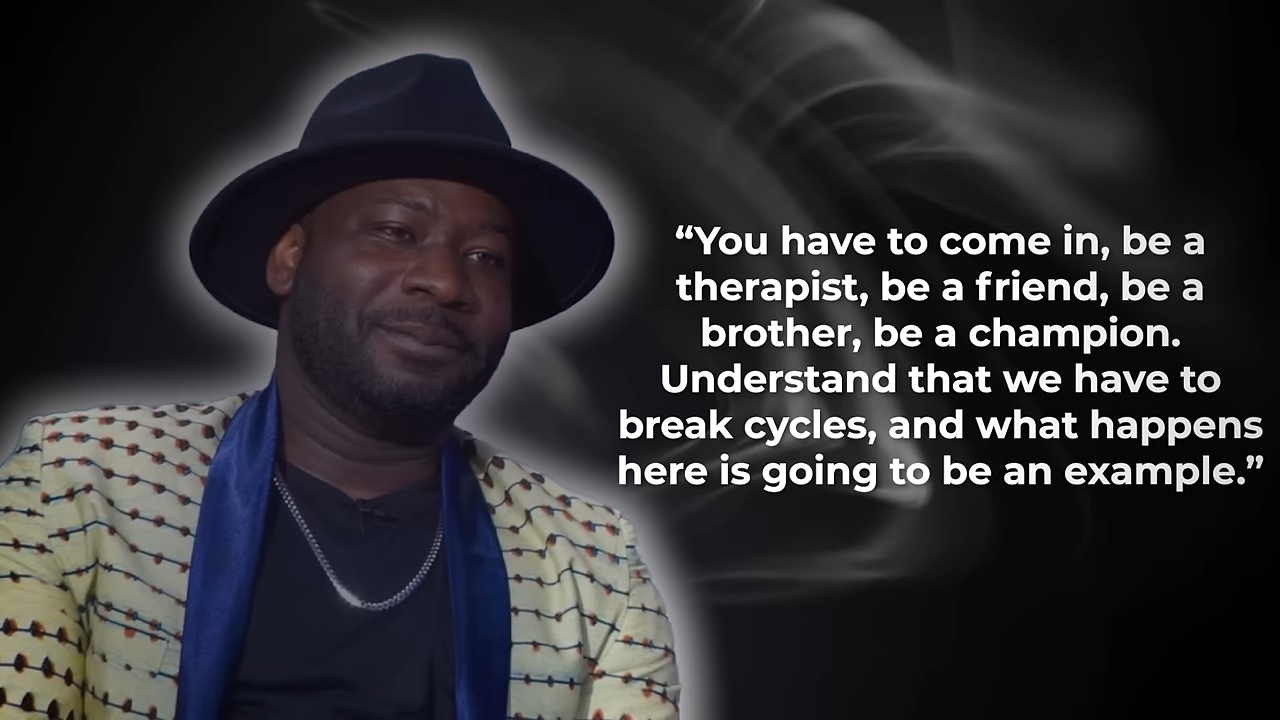 “You have to come in, be a
therapist, be a friend, be a
brother, be a champion.
Understand that we have to
break cycles, and what happens
here is going to be an example.”